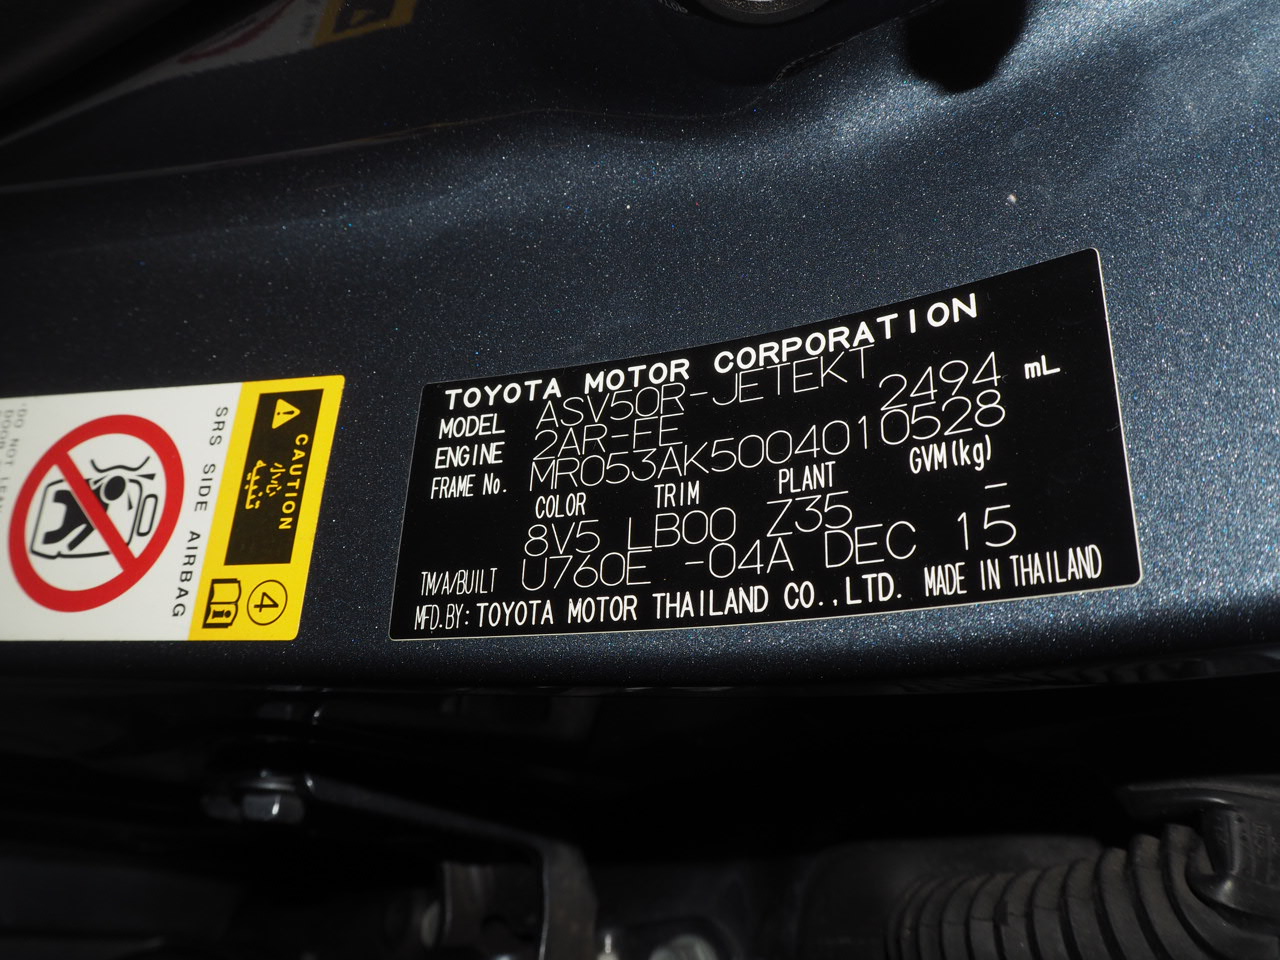 TOYOTA MOTOR CORPORATION
MODEL ASV50R-JETEKT
ENGINE 2AR-FE 2494 mL
FRAME No. MR053AK5004010528
COLOR TRIM PLANT GVM(kg)
8V5 LB00 Z35 –
TM/A/BUILT U760E -04A DEC 15
MFD.BY: TOYOTA MOTOR THAILAND CO.,LTD. MADE IN THAILAND
CAUTION
SRS SIDE AIRBAG
4
DO NOT